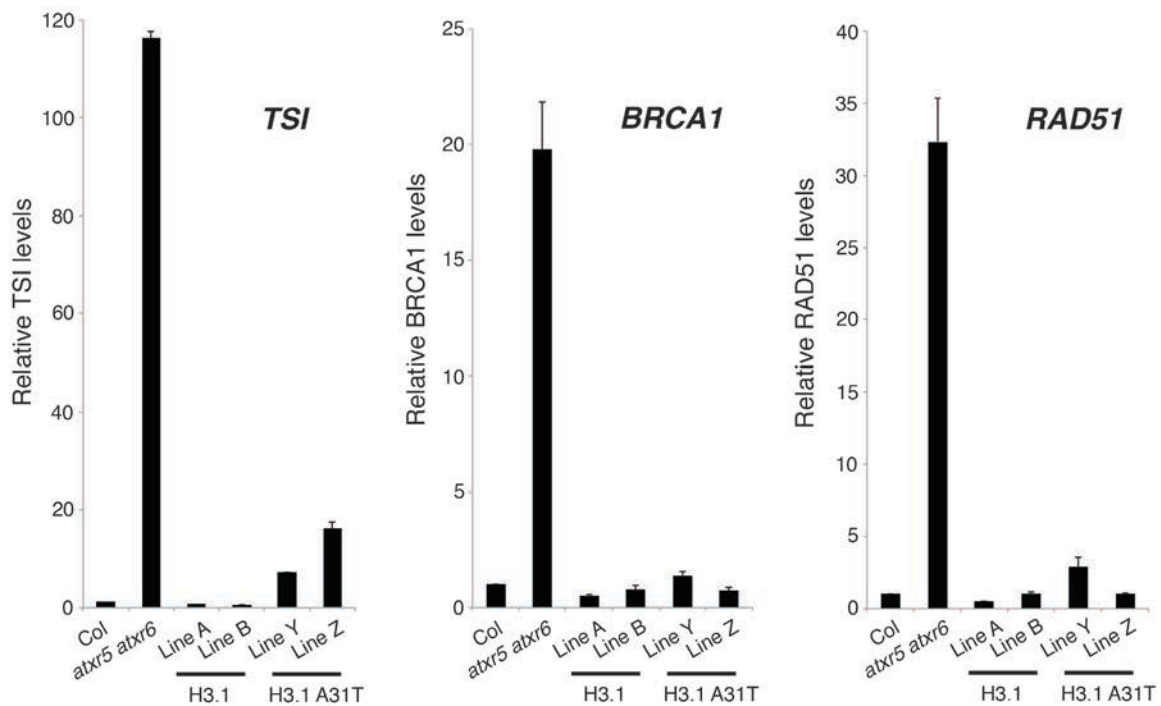 120
100
80
60
40
20
0
Relative TSI levels
TSI
Col
atxr5 atxr6
Line A
Line B
Line Y
Line Z
H3.1
H3.1 A31T
25
20
15
10
5
0
Relative BRCA1 levels
BRCA1
Col
atxr5 atxr6
Line A
Line B
Line Y
Line Z
H3.1
H3.1 A31T
40
35
30
25
20
15
10
5
0
Relative RAD51 levels
RAD51
Col
atxr5 atxr6
Line A
Line B
Line Y
Line Z
H3.1
H3.1 A31T